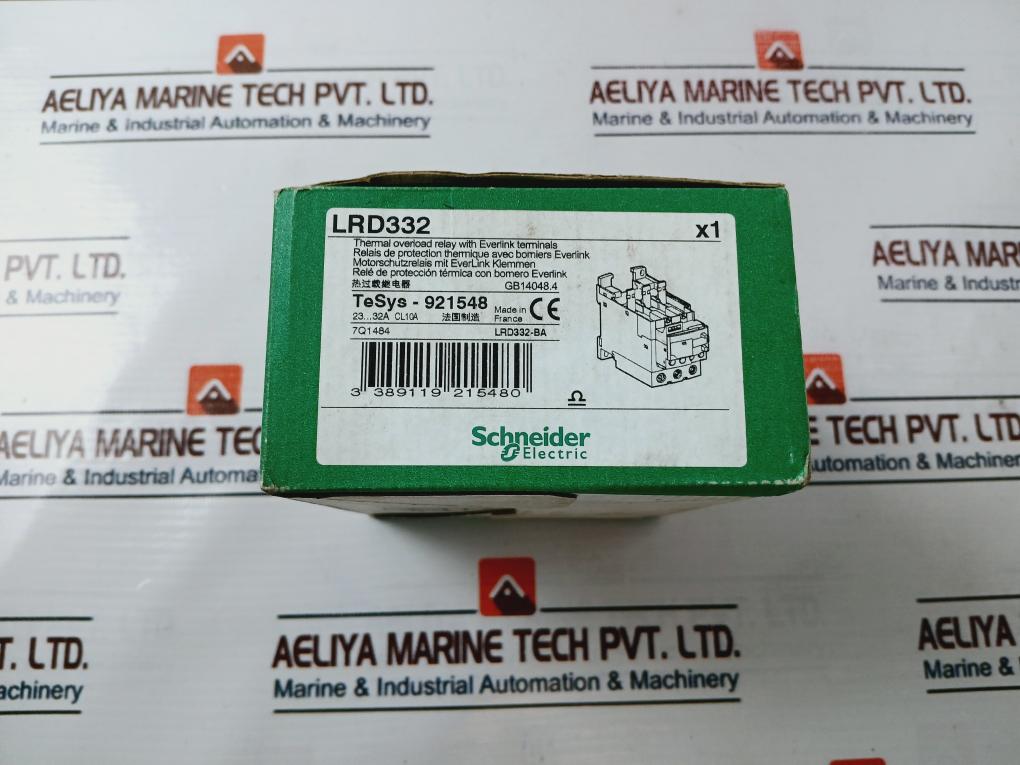 AELIYA MARINE TECH PVT. LTD.
Marine & Industrial Automation & Machinery
AELIYA MARINE TECH PVT. LTD.
Marine & Industrial Automation & Machinery
PVT. LTD.
& Machinery
AELIYA MARINE
Marine & Industrial
LRD332
x1
Thermal overload relay with Everlink terminals
Relais de protection thermique avec borniers Everlink
Motorschutzrelais mit EverLink Klemmen
Relé de protección térmica con bornero Everlink
热过载继电器
GB14048.4
TeSys - 921548
Made in France
CE
23...32A CL10A 法国制造
7Q1484
LRD332-BA
3 389119 215480
Schneider
Electric
AELIYA MARINE TEC
Marine & Industrial Automa
TECH PVT. LTD.
utomation & Machinery
AELIYA MARINE TECH PVT. LTD.
Marine & Industrial Automation & Machinery
T. LTD.
achinery
AELIYA
Marine &